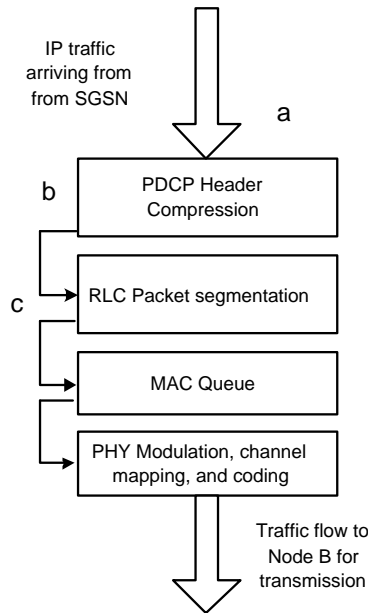 IP traffic
arriving from
from SGSN
a
b
PDCP Header
Compression
c
RLC Packet segmentation
MAC Queue
PHY Modulation, channel
mapping, and coding
Traffic flow to
Node B for
transmission